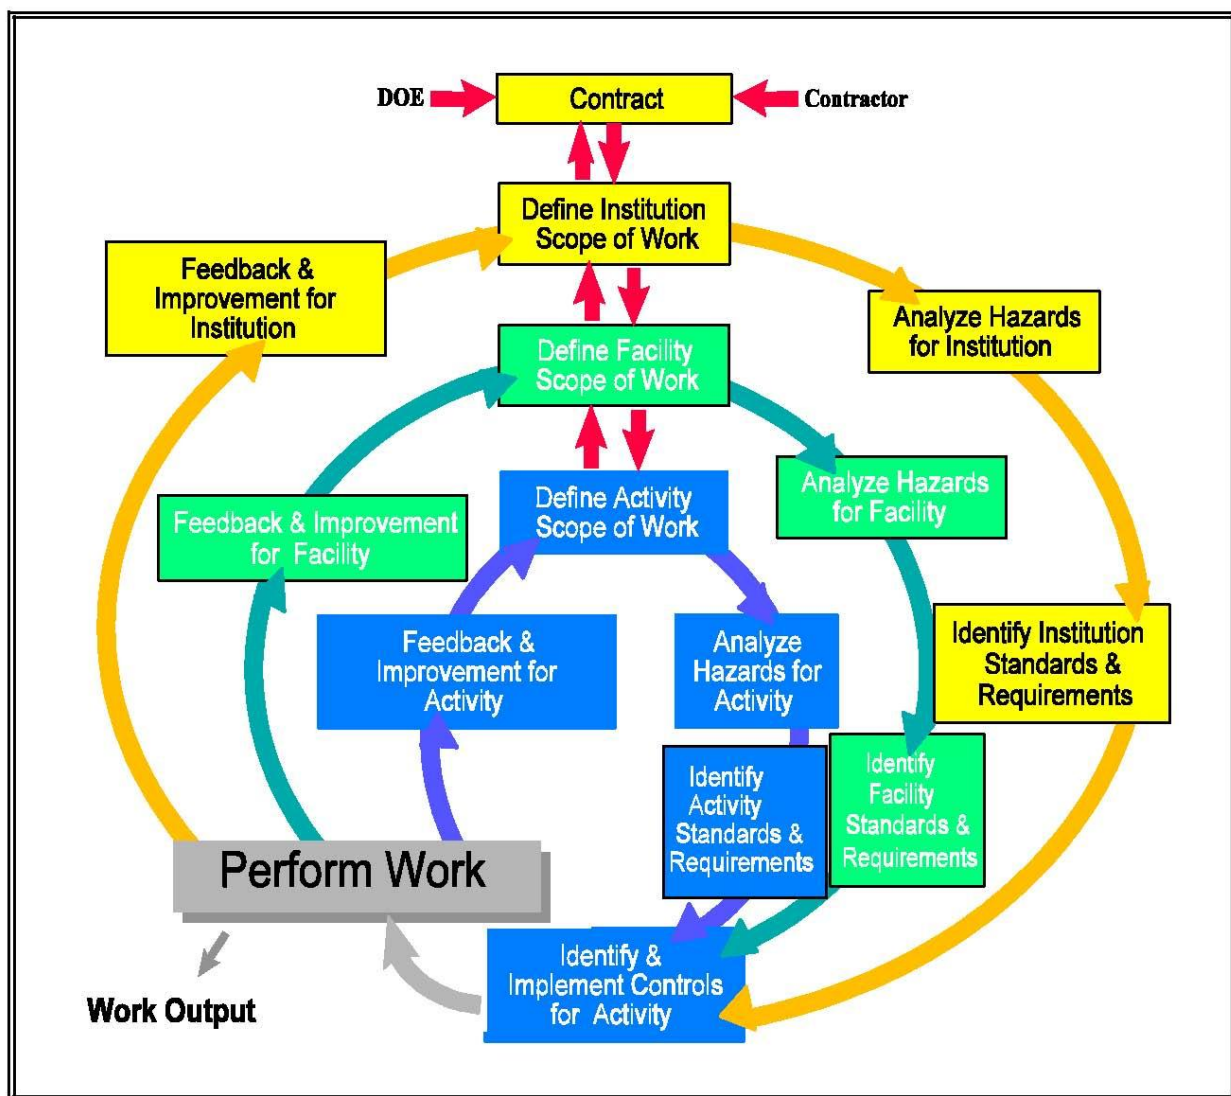 DOE
Contract
Contractor
Define Institution
Scope of Work
Feedback &
Improvement for
Institution
Analyze Hazards
for Institution
Define Facility
Scope of Work
Analyze Hazards
for Facility
Define Activity
Scope of Work
Feedback & Improvement
for Facility
Feedback &
Improvement for
Activity
Analyze
Hazards for
Activity
Identify Institution
Standards &
Requirements
Identify
Activity
Standards &
Requirements
Identify
Facility
Standards &
Requirements
Perform Work
Identify &
Implement Controls
for Activity
Work Output